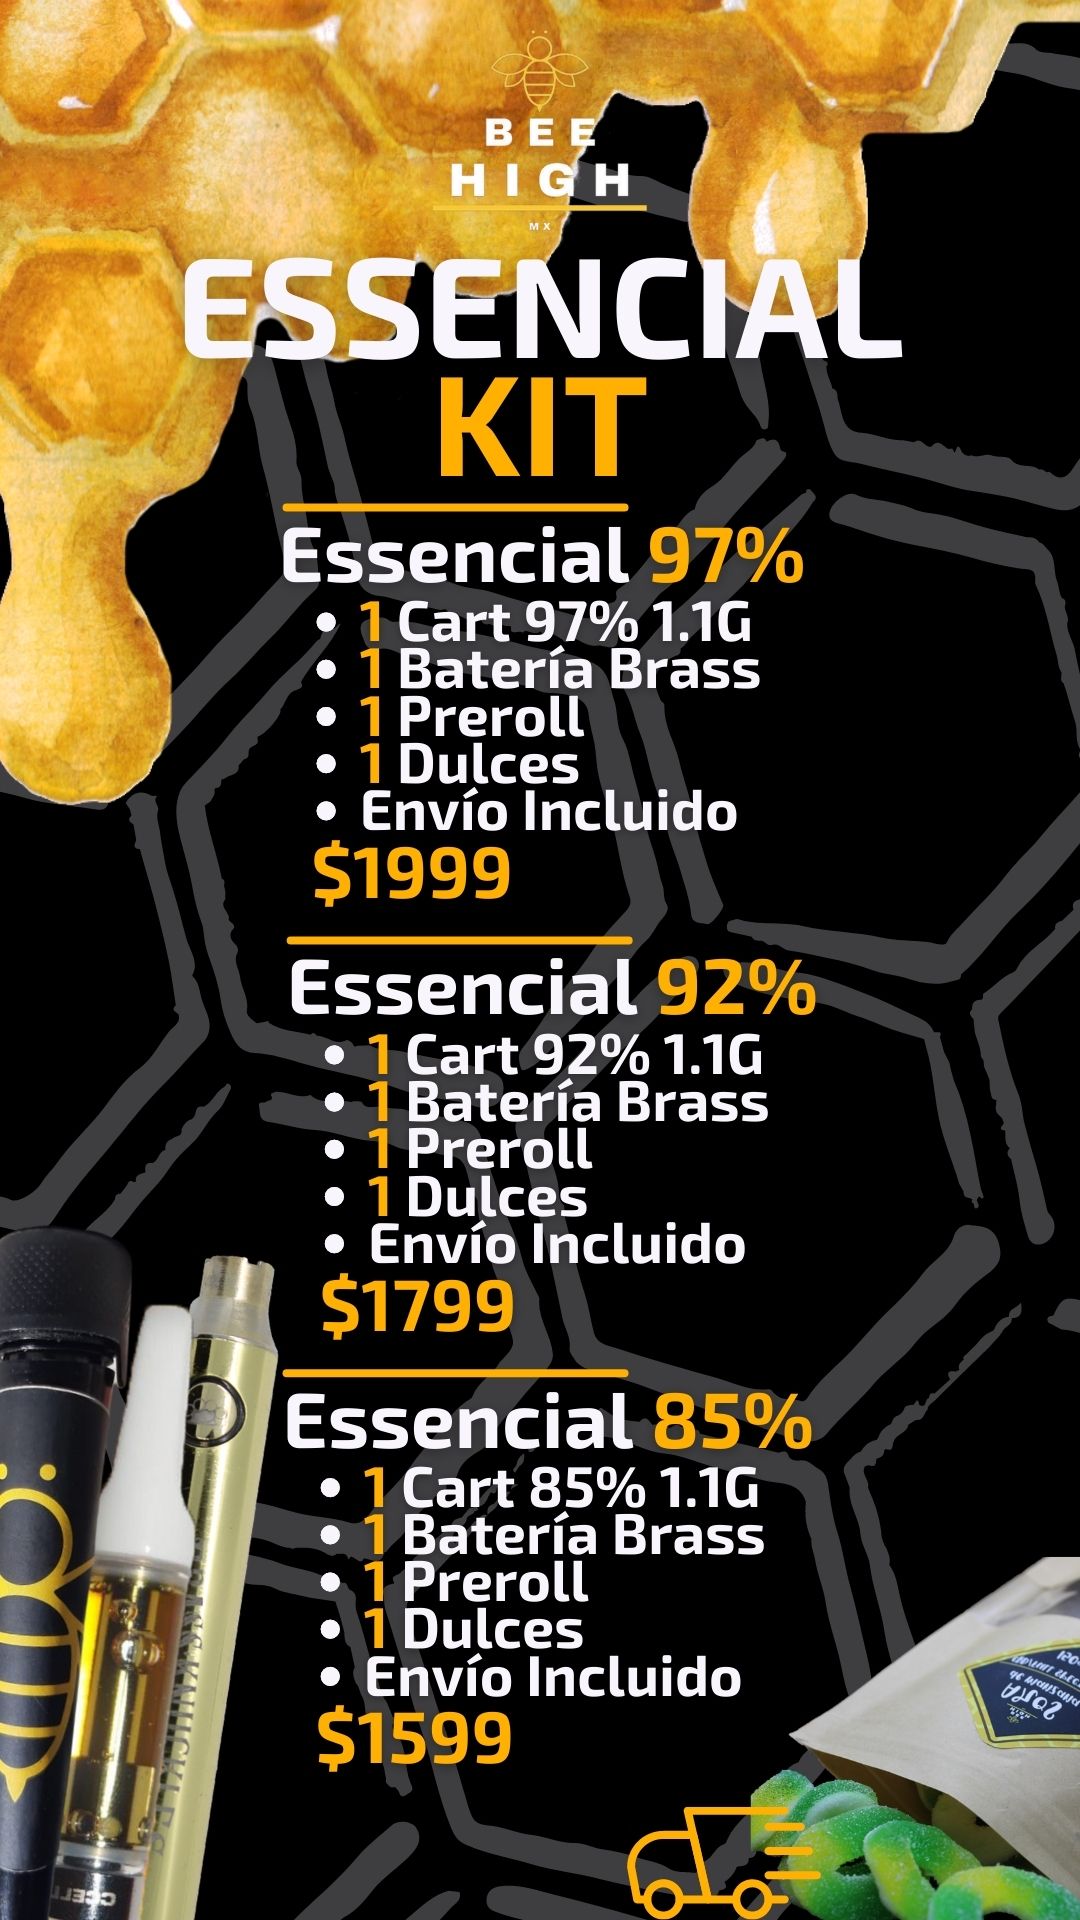 BEE
HIGH
MX
ESSENCIAL
KIT
Essencial 97%
• 1 Cart 97% 1.1G
• 1 Batería Brass
• 1 Preroll
• 1 Dulces
• Envío Incluido
$1999
Essencial 92%
• 1 Cart 92% 1.1G
• 1 Batería Brass
• 1 Preroll
• 1 Dulces
• Envío Incluido
$1799
Essencial 85%
• 1 Cart 85% 1.1G
• 1 Batería Brass
• 1 Preroll
• 1 Dulces
• Envío Incluido
$1599
CCELL